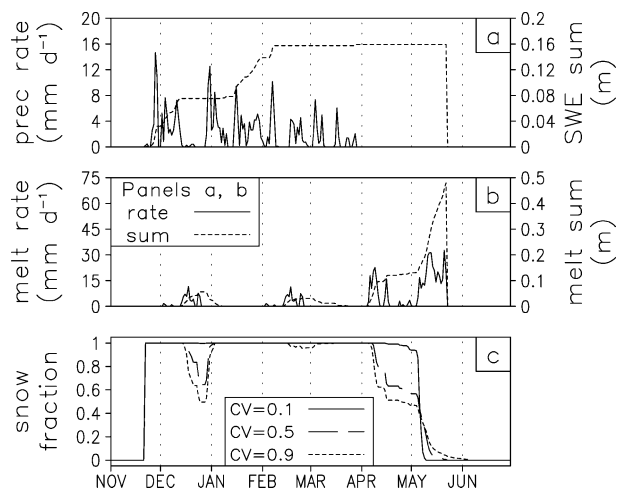 prec rate
(mm d⁻¹)
20
16
12
8
4
0
a
0.2
0.16
0.12
0.08
0.04
0
SWE sum
(m)
melt rate
(mm d⁻¹)
75
60
45
30
15
0
Panels a, b
rate
sum
b
0.5
0.4
0.3
0.2
0.1
0
melt sum
(m)
snow
fraction
1
0.8
0.6
0.4
0.2
0
c
CV=0.1
CV=0.5
CV=0.9
NOV DEC JAN FEB MAR APR MAY JUN